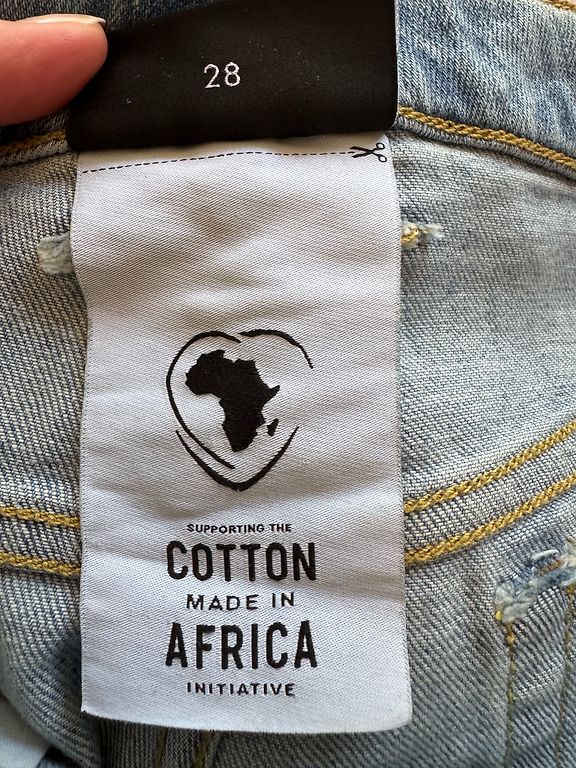 28
SUPPORTING THE
COTTON
MADE IN
AFRICA
INITIATIVE